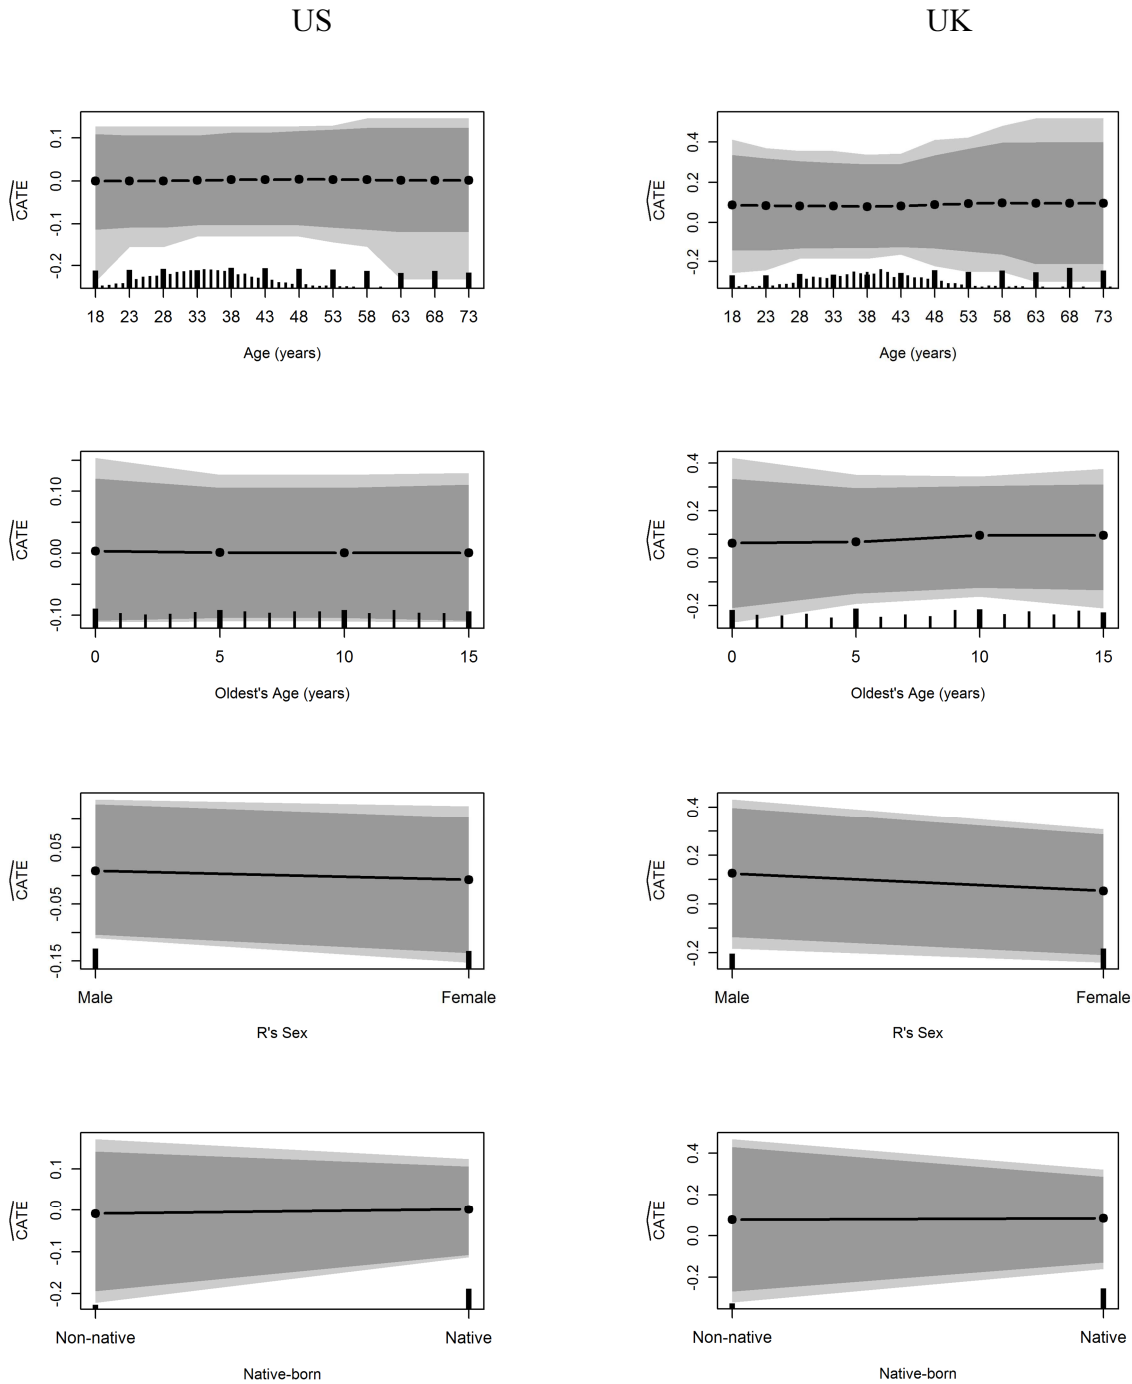 US
UK
CATE
0.1
0.0
-0.1
-0.2
18 23 28 33 38 43 48 53 58 63 68 73
Age (years)
CATE
0.4
0.2
0.0
-0.2
18 23 28 33 38 43 48 53 58 63 68 73
Age (years)
CATE
0.10
0.00
-0.10
0 5 10 15
Oldest's Age (years)
CATE
0.4
0.2
0.0
-0.2
0 5 10 15
Oldest's Age (years)
CATE
0.05
-0.05
-0.15
Male Female
R's Sex
CATE
0.4
0.2
0.0
-0.2
Male Female
R's Sex
CATE
0.1
0.0
-0.1
-0.2
Non-native Native
Native-born
CATE
0.4
0.2
0.0
-0.2
Non-native Native
Native-born